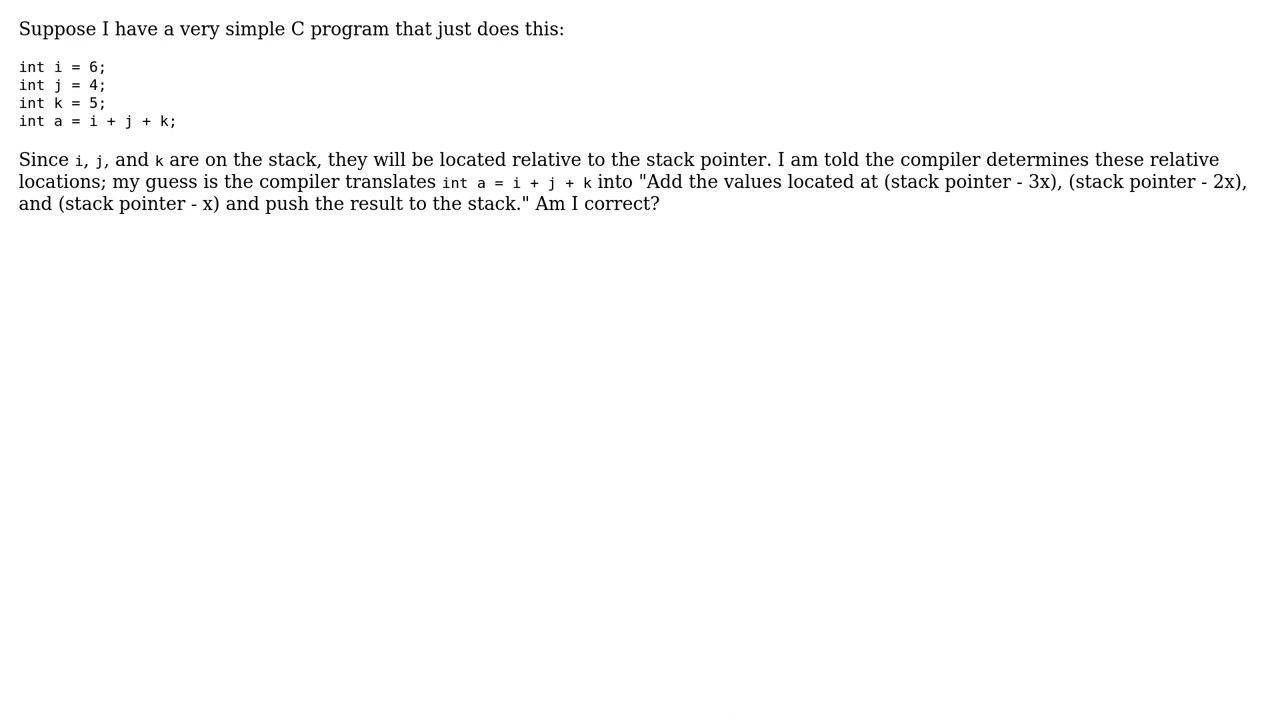 Suppose I have a very simple C program that just does this:
int i = 6;
int j = 4;
int k = 5;
int a = i + j + k;
Since i, j, and k are on the stack, they will be located relative to the stack pointer. I am told the compiler determines these relative
locations; my guess is the compiler translates int a = i + j + k into "Add the values located at (stack pointer - 3x), (stack pointer - 2x),
and (stack pointer - x) and push the result to the stack." Am I correct?